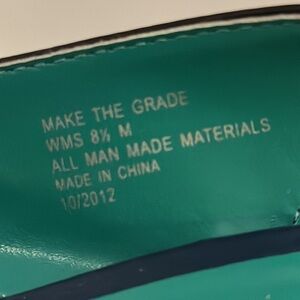 MAKE THE GRADE
WMS 8½ M
ALL MAN MADE MATERIALS
MADE IN CHINA
10/2012